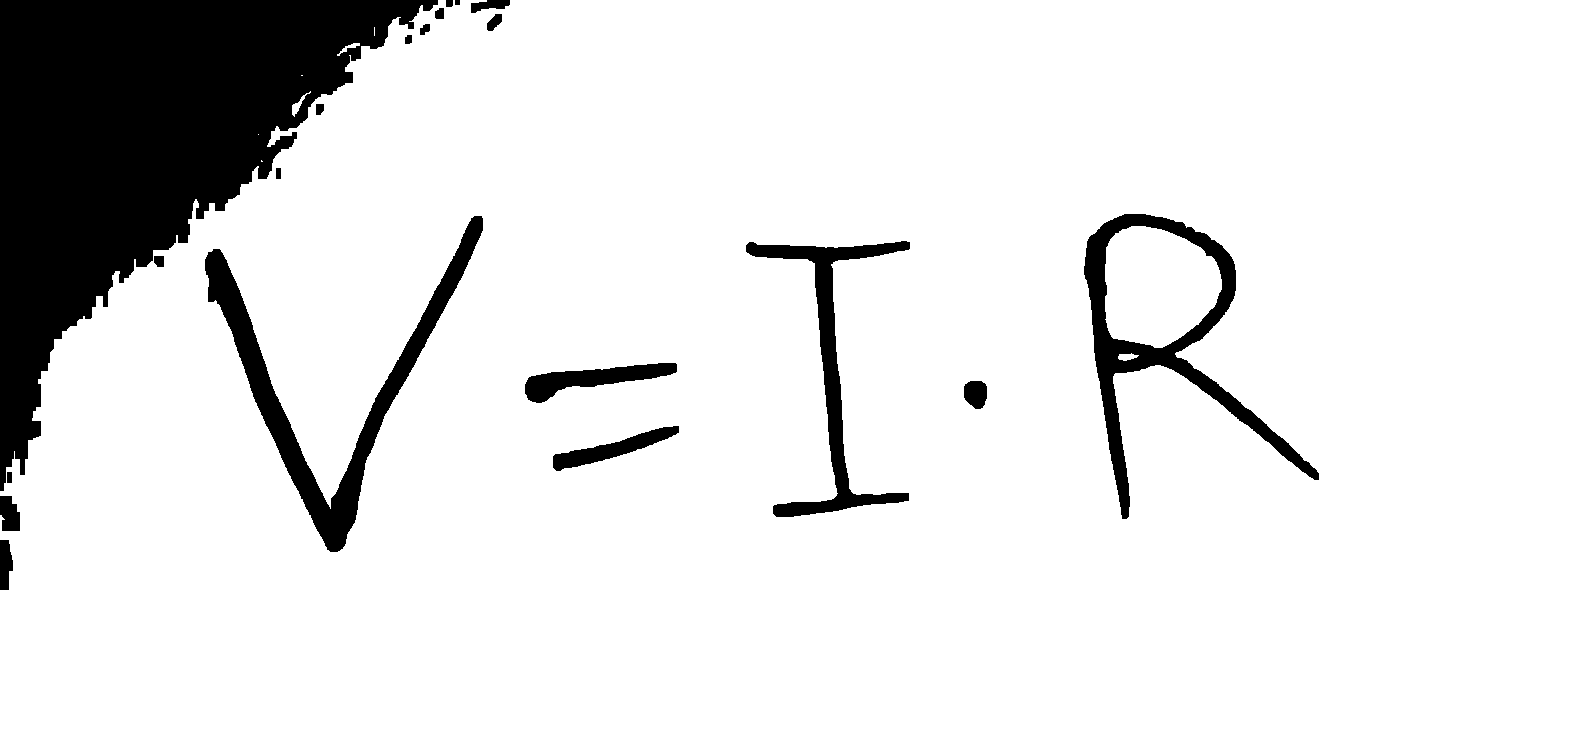 V = I · R